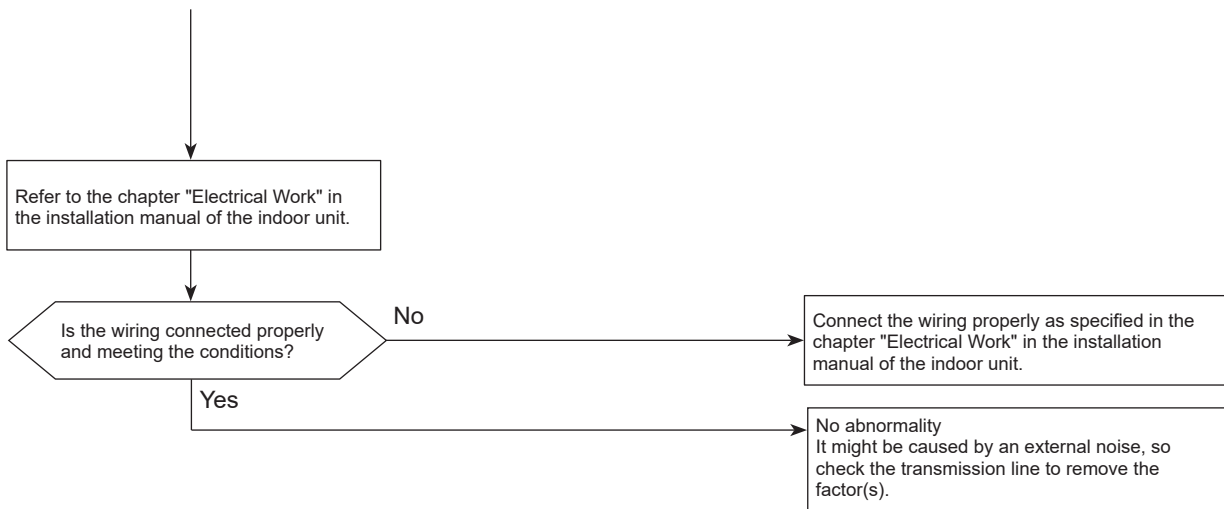 Refer to the chapter "Electrical Work" in
the installation manual of the indoor unit.
Is the wiring connected properly
and meeting the conditions?
No
Connect the wiring properly as specified in the
chapter "Electrical Work" in the installation
manual of the indoor unit.
Yes
No abnormality
It might be caused by an external noise, so
check the transmission line to remove the
factor(s).